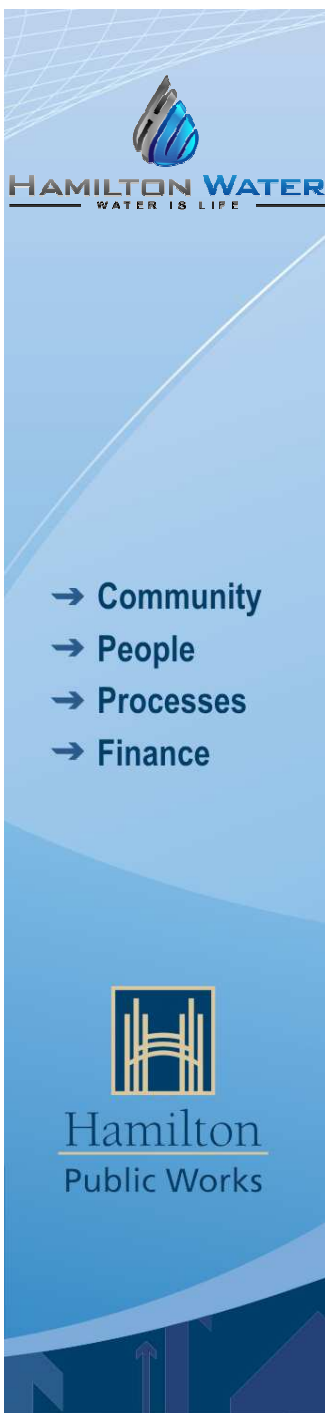 HAMILTON WATER
WATER IS LIFE
➔ Community
➔ People
➔ Processes
➔ Finance
Hamilton
Public Works